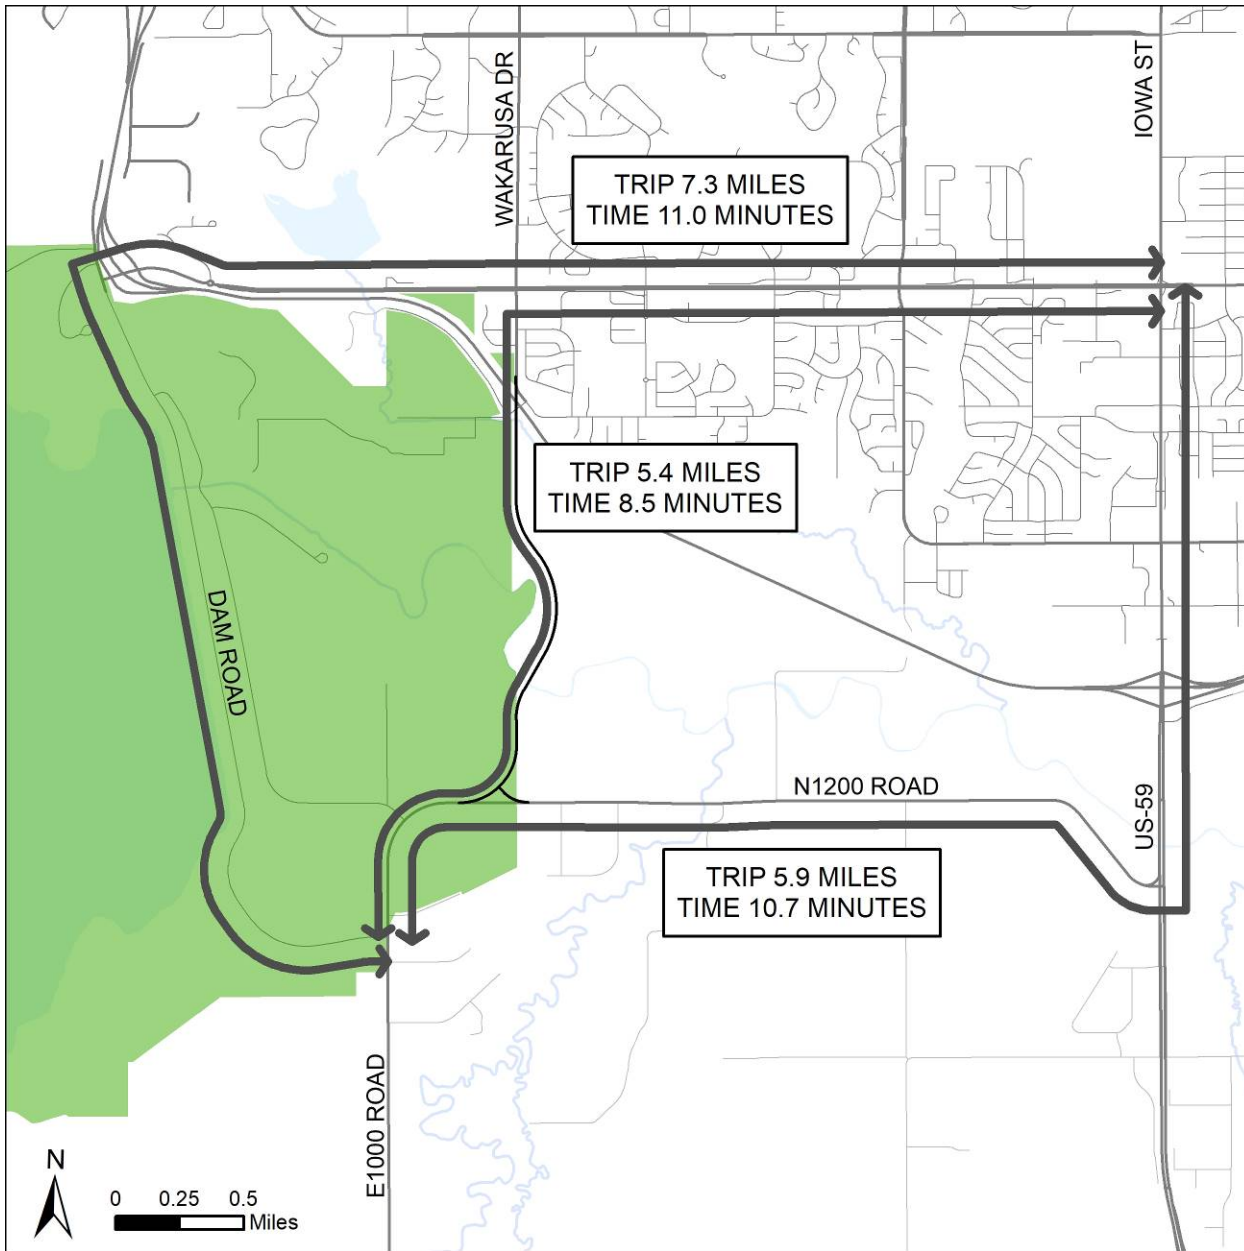 WAKARUSA DR
IOWA ST
TRIP 7.3 MILES
TIME 11.0 MINUTES
TRIP 5.4 MILES
TIME 8.5 MINUTES
DAM ROAD
N1200 ROAD
US-59
TRIP 5.9 MILES
TIME 10.7 MINUTES
E1000 ROAD
N
0 0.25 0.5
Miles